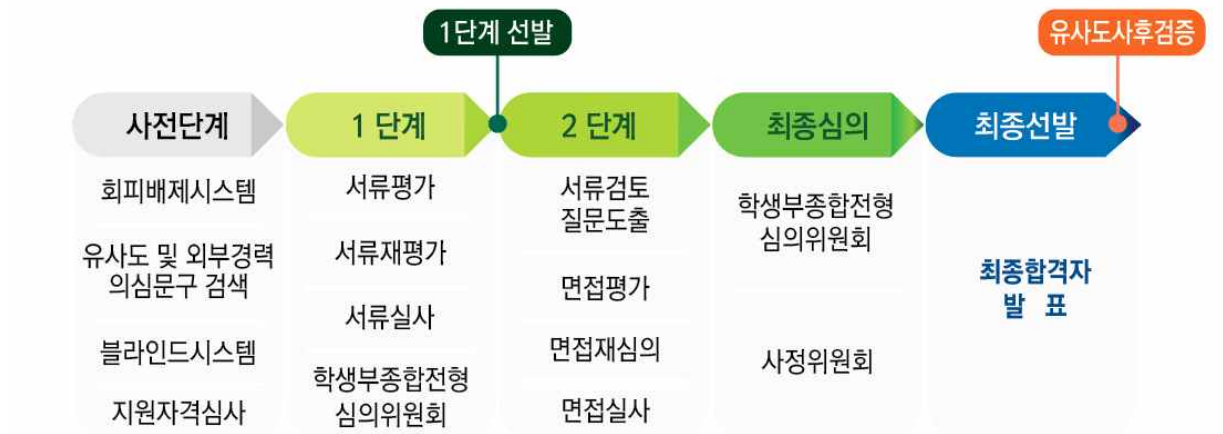 1단계 선발
유사도사후검증
사전단계
1 단계
2 단계
최종심의
최종선발
회피배제시스템
유사도 및 외부경력
의심문구 검색
블라인드시스템
지원자격심사
서류평가
서류재평가
서류실사
학생부종합전형
심의위원회
서류검토
질문도출
면접평가
면접재심의
면접실사
학생부종합전형
심의위원회
사정위원회
최종합격자
발 표